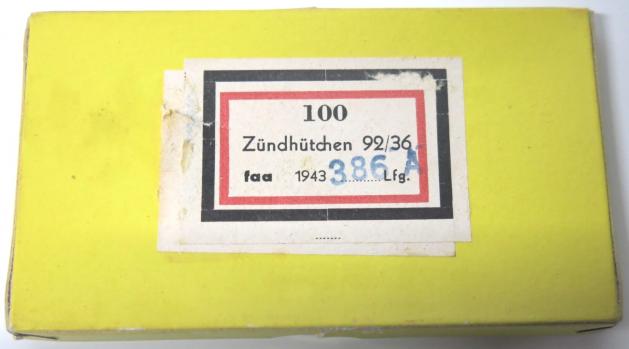 100
Zündhütchen 92/36
faa 1943 386 A Lfg.